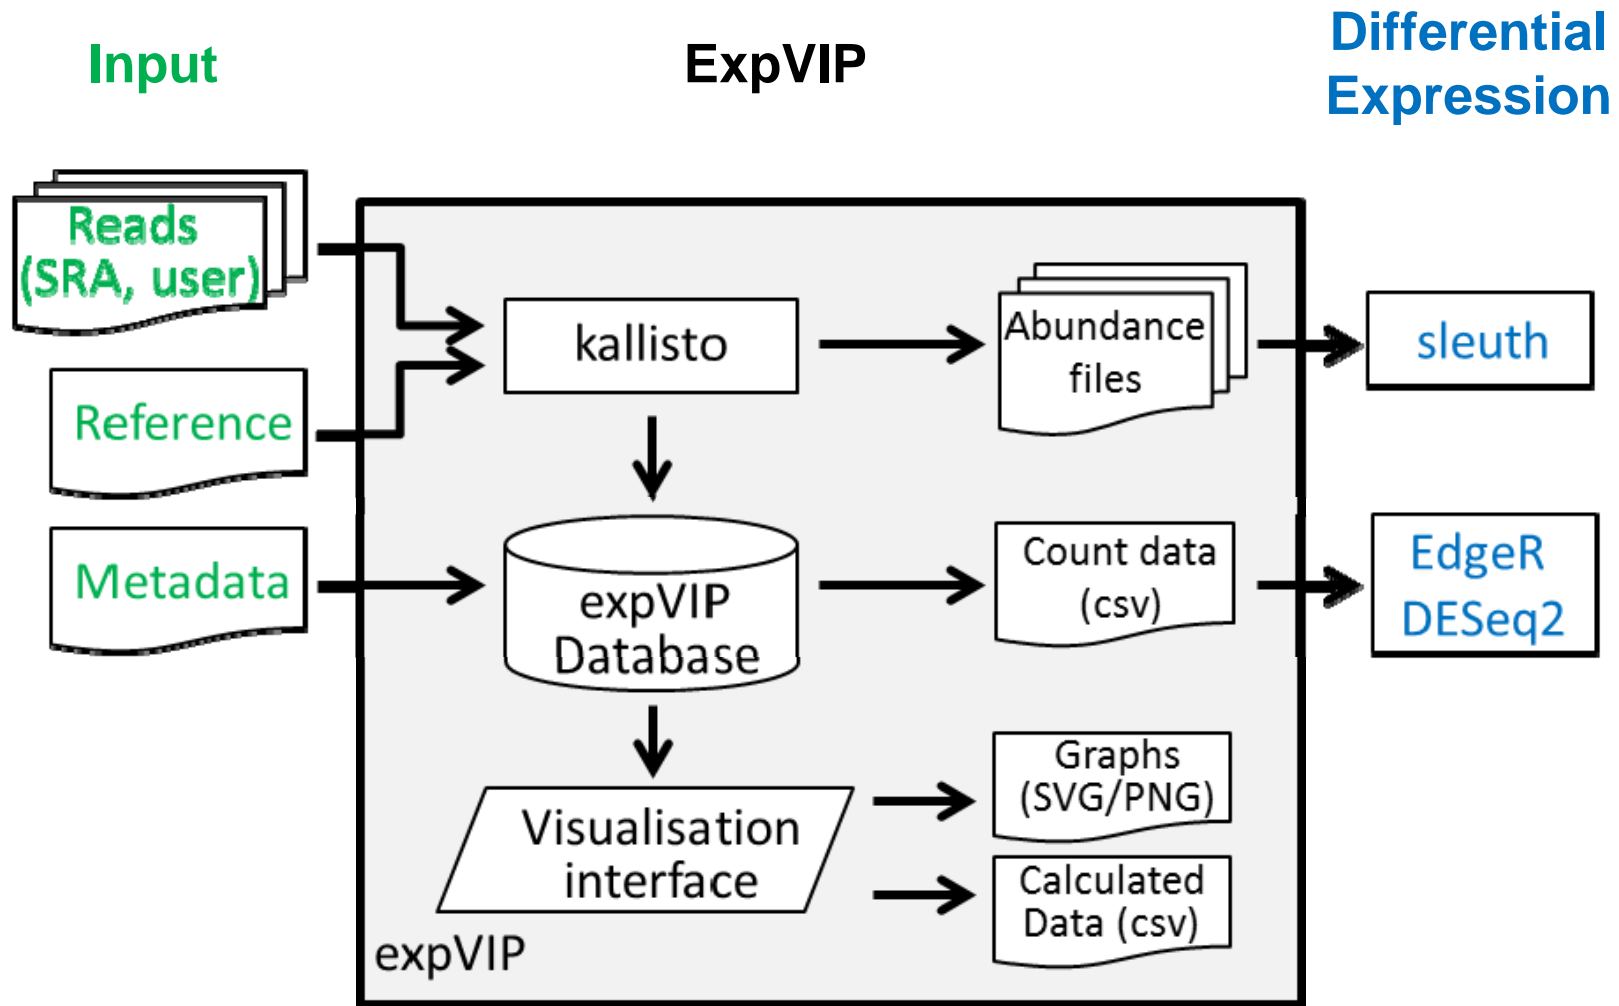 Input
ExpVIP
Differential
Expression
Reads
(SRA, user)
kallisto
Abundance
files
sleuth
Reference
Metadata
expVIP
Database
Count data
(csv)
EdgeR
DESeq2
Visualisation
interface
Graphs
(SVG/PNG)
Calculated
Data (csv)
expVIP